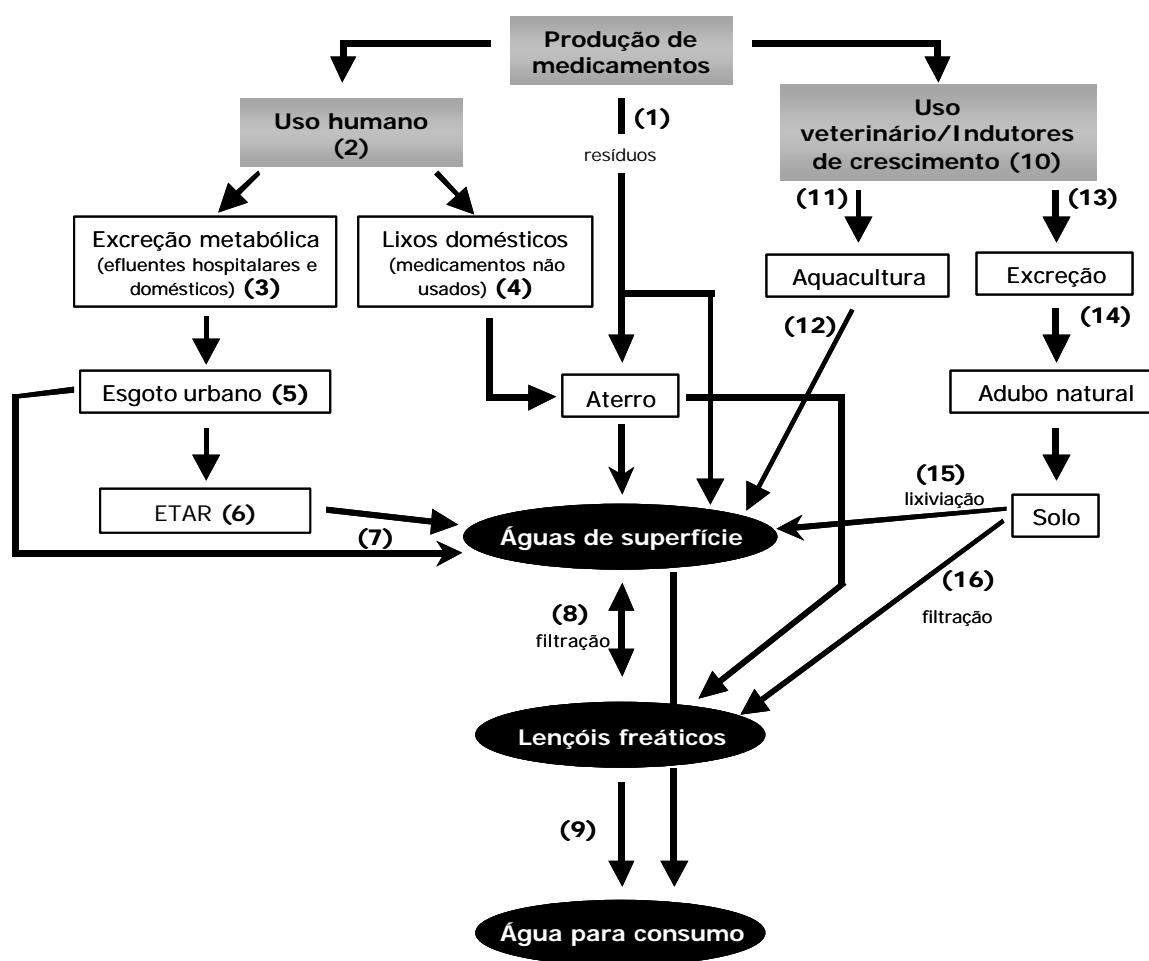 Produção de
medicamentos
Uso humano
(2)
(1)
resíduos
Uso
veterinário/Indutores
de crescimento (10)
(11)
(13)
Excreção metabólica
(efluentes hospitalares e
domésticos) (3)
Lixos domésticos
(medicamentos não
usados) (4)
Aquacultura
Excreção
(12)
(14)
Esgoto urbano (5)
Aterro
Adubo natural
(15)
lixiviação
ETAR (6)
Solo
(7)
Águas de superfície
(16)
filtração
(8)
filtração
Lençóis freáticos
(9)
Água para consumo